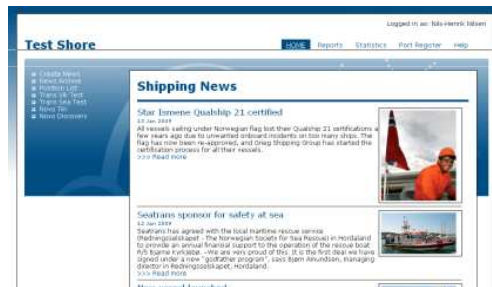 Logged in as: Nils-Henrik Nilsen
Test Shore
HOME Reports Statistics Port Register Help
Create News
News Archive
Position List
Trans Vik Test
Trans Sea Test
Novo Tin
Novo Discovery
Shipping News
Star Ismene Qualship 21 certified
All vessels sailing under Norwegian flag lost their Qualship 21 certifications a
few years ago due to unwanted onboard incidents on too many ships. The
flag has now been re-approved, and Grieg Shipping Group has started the
certification process for all their vessels.
>>> Read more
Seatrans sponsor for safety at sea
Seatrans has agreed with the local maritime rescue service
(Redningsselskapet - The Norwegian Society for Sea Rescue) in Hordaland
to provide an annual financial support to the operation of the rescue boat
R/S Bjarne Kyrkjebø. -We are very proud of this. It is the first deal we have
signed under a new "godfather program", says Bjørn Amundsen, managing
director in Redningsselskapet, Hordaland.
>>> Read more